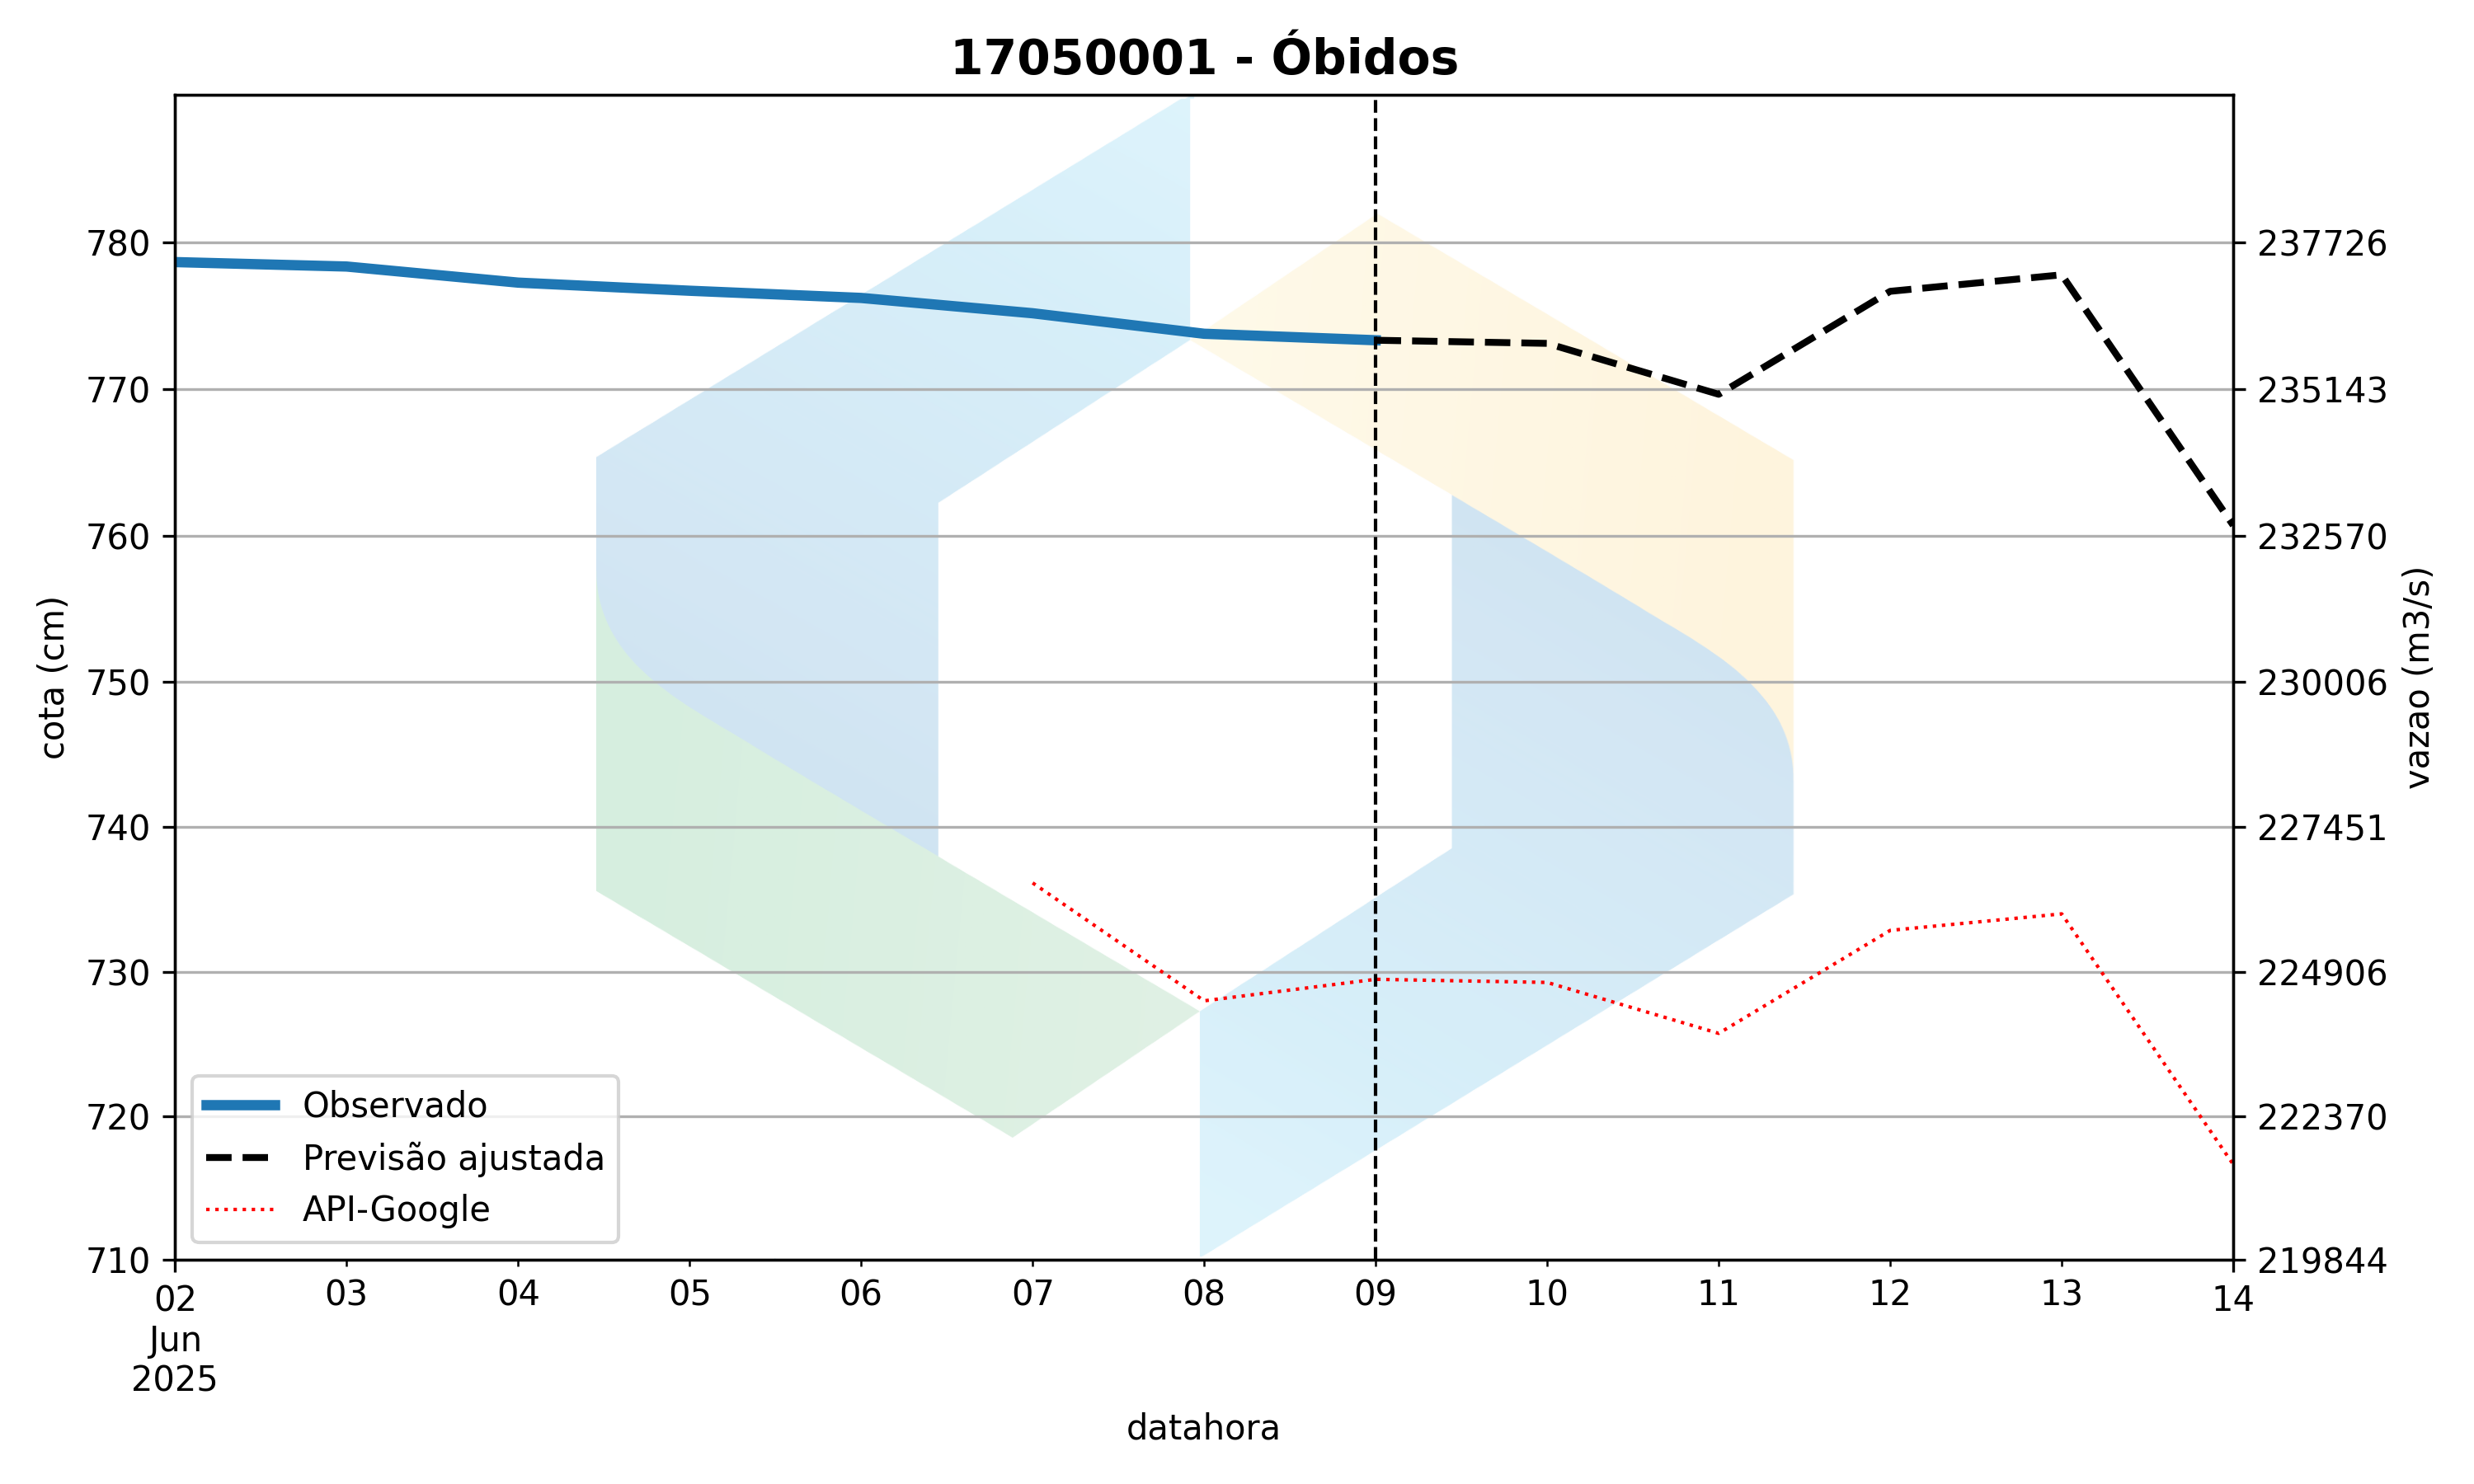 17050001 - Óbidos
780
770
760
750
740
730
720
710
cota (cm)
237726
235143
232570
230006
227451
224906
222370
219844
vazao (m3/s)
Observado
Previsão ajustada
API-Google
02 03 04 05 06 07 08 09 10 11 12 13 14
Jun
2025
datahora